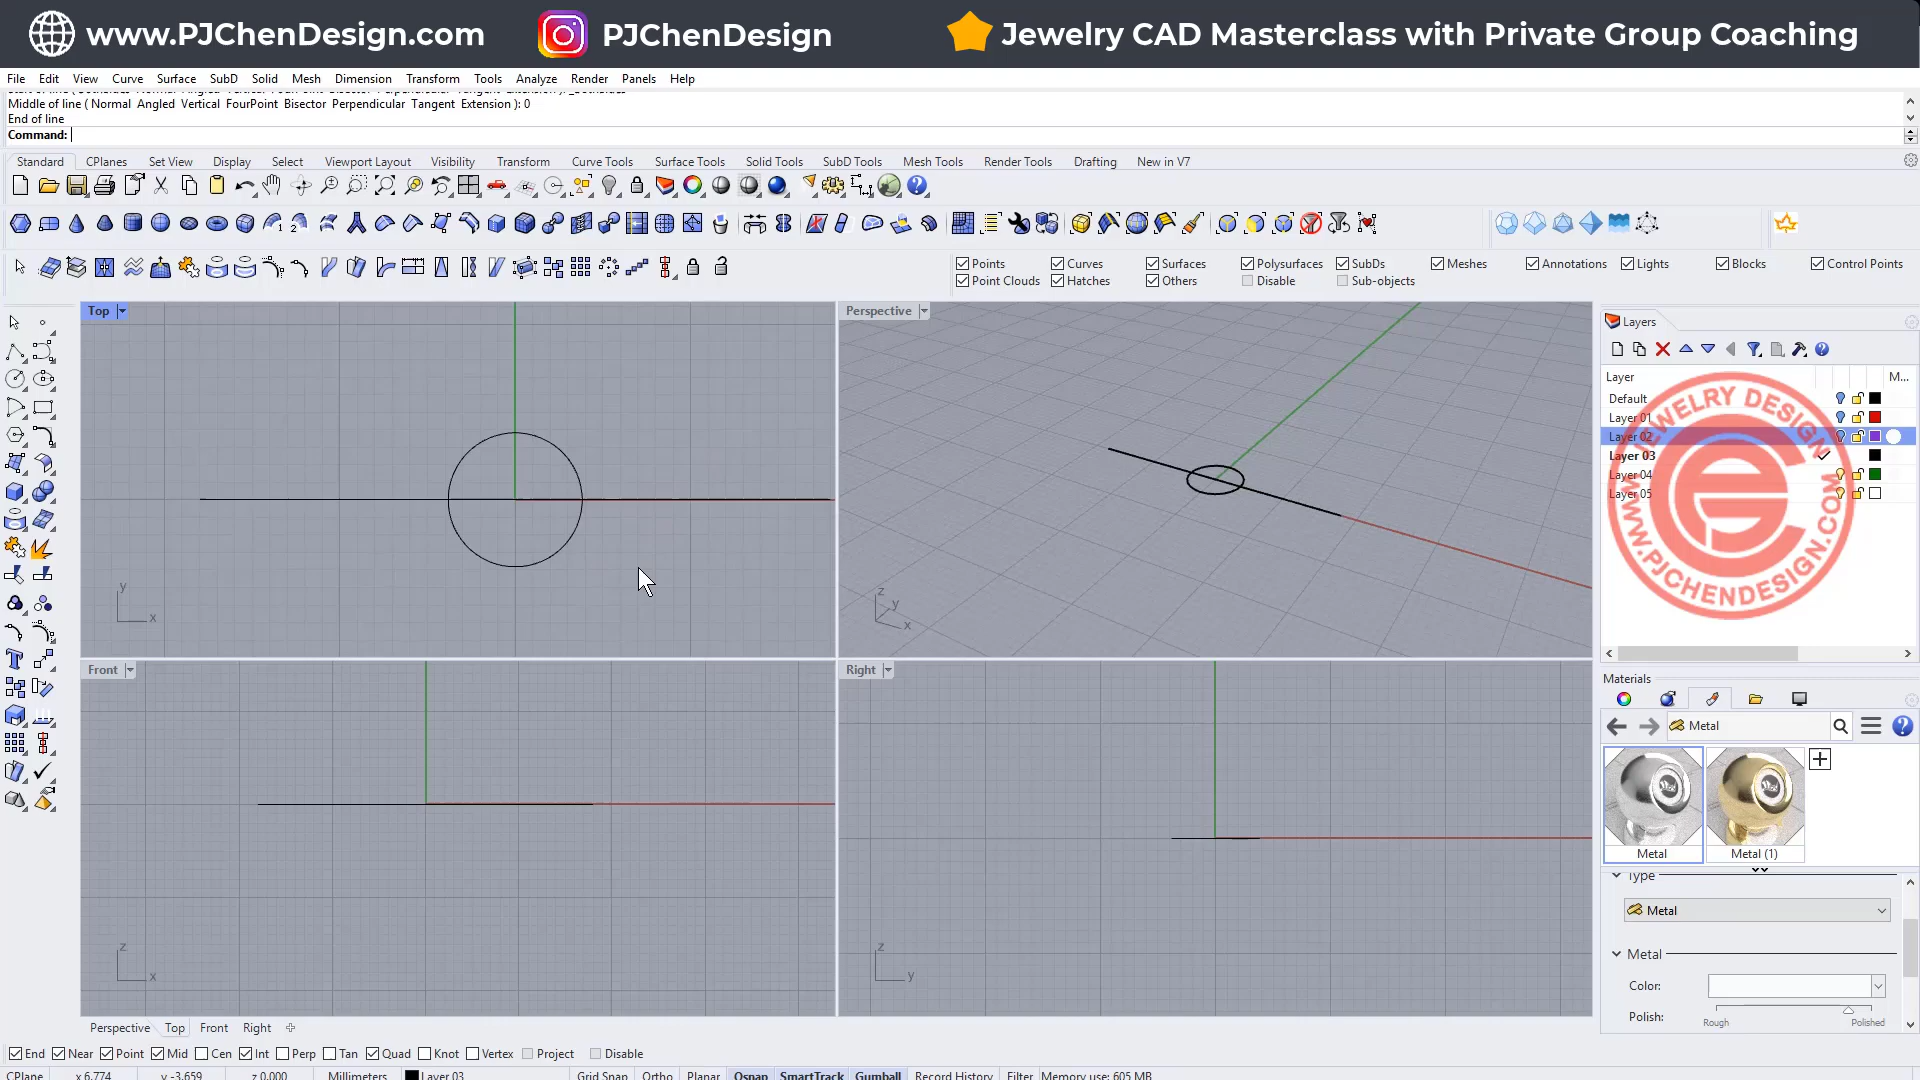 www.PJChenDesign.com PJChenDesign Jewelry CAD Masterclass with Private Group Coaching
File Edit View Curve Surface SubD Solid Mesh Dimension Transform Tools Analyze Render Panels Help
Middle of line ( Normal Angled Vertical FourPoint Bisector Perpendicular Tangent Extension ): 0
End of line
Command:
Standard CPlanes Set View Display Select Viewport Layout Visibility Transform Curve Tools Surface Tools Solid Tools SubD Tools Mesh Tools Render Tools Drafting New in V7
Points Curves Surfaces Polysurfaces SubDs Meshes Annotations Lights Blocks Control Points
Point Clouds Hatches Others Disable Sub-objects
Top
Perspective
Layers
Layer M...
Default
Layer 01
Layer 02
Layer 03
Layer 04
Layer 05
JEWELRY DESIGN
WWW.PJCHENDESIGN.COM
y
x
z
y
x
Front
Right
z
x
z
y
Materials
Metal
Metal Metal (1)
Type
Metal
Metal
Color:
Polish:
Rough Polished
Perspective Top Front Right
End Near Point Mid Cen Int Perp Tan Quad Knot Vertex Project Disable
CPlane x 6.774 y -3.659 z 0.000 Millimeters Layer 03 Grid Snap Ortho Planar Osnap SmartTrack Gumball Record History Filter Memory use: 605 MB